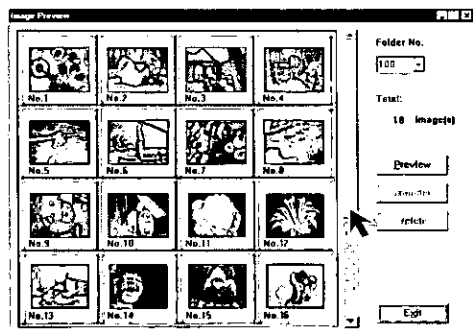 Image Preview
Folder No.
100
Total:
18 image(s)
No.1
No.2
No.3
No.4
No.5
No.6
No.7
No.8
Preview
No.9
No.10
No.11
No.12
No.13
No.14
No.15
No.16
Exit